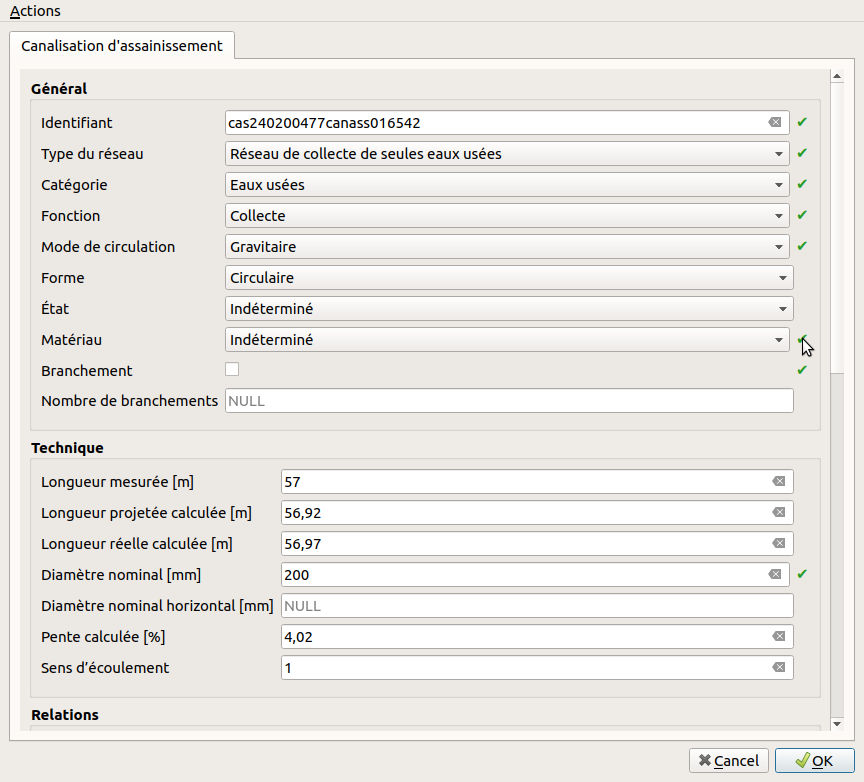 Actions
Canalisation d'assainissement
Général
Identifiant cas240200477canass016542
Type du réseau Réseau de collecte de seules eaux usées
Catégorie Eaux usées
Fonction Collecte
Mode de circulation Gravitaire
Forme Circulaire
État Indéterminé
Matériau Indéterminé
Branchement
Nombre de branchements NULL
Technique
Longueur mesurée [m] 57
Longueur projetée calculée [m] 56,92
Longueur réelle calculée [m] 56,97
Diamètre nominal [mm] 200
Diamètre nominal horizontal [mm] NULL
Pente calculée [%] 4,02
Sens d’écoulement 1
Relations
Cancel OK